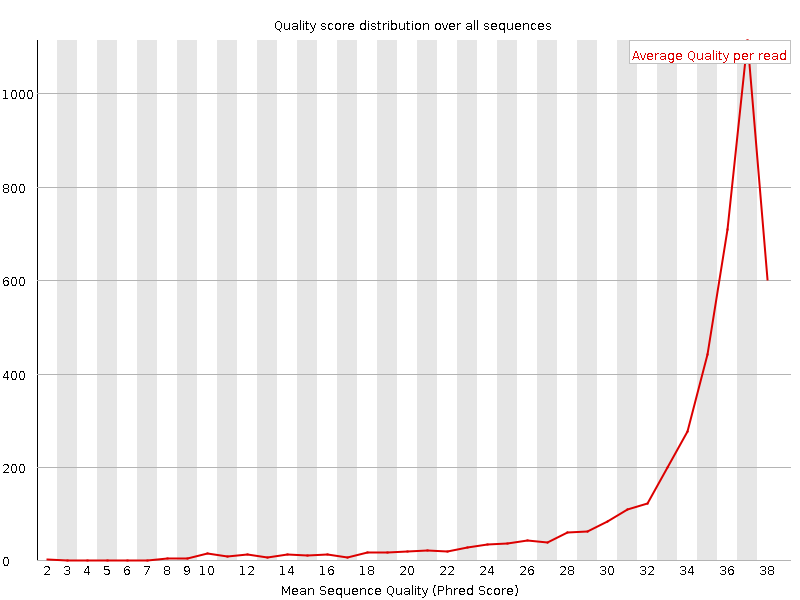 Quality score distribution over all sequences
Average Quality per read
1000
800
600
400
200
0
2 3 4 5 6 7 8 9 10 12 14 16 18 20 22 24 26 28 30 32 34 36 38
Mean Sequence Quality (Phred Score)